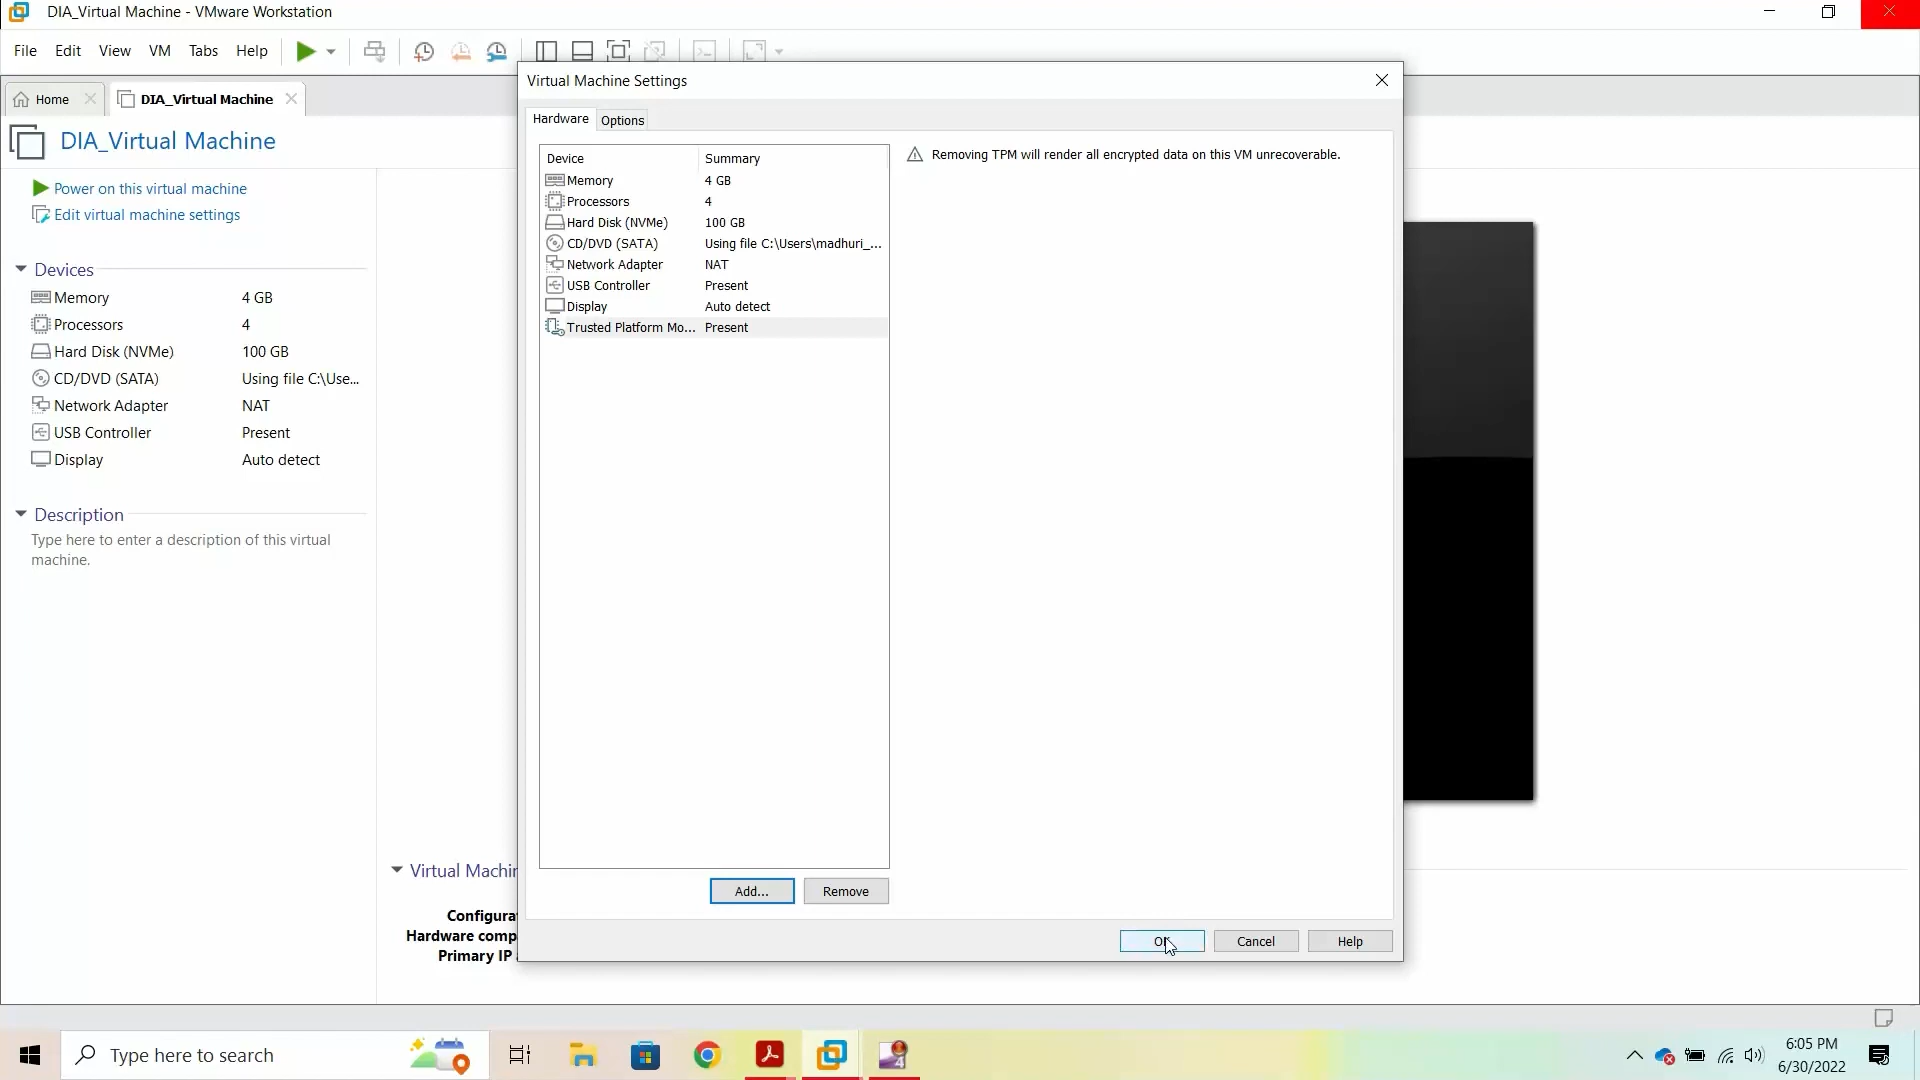 DIA_Virtual Machine - VMware Workstation
File Edit View VM Tabs Help
Home
DIA_Virtual Machine
DIA_Virtual Machine
Power on this virtual machine
Edit virtual machine settings
Devices
Memory 4 GB
Processors 4
Hard Disk (NVMe) 100 GB
CD/DVD (SATA) Using file C:\Use...
Network Adapter NAT
USB Controller Present
Display Auto detect
Description
Type here to enter a description of this virtual
machine.
Virtual Machin
Configura
Hardware comp
Primary IP
Virtual Machine Settings
Hardware Options
Device Summary
Memory 4 GB
Processors 4
Hard Disk (NVMe) 100 GB
CD/DVD (SATA) Using file C:\Users\madhuri_...
Network Adapter NAT
USB Controller Present
Display Auto detect
Trusted Platform Mo... Present
Removing TPM will render all encrypted data on this VM unrecoverable.
Add... Remove
OK Cancel Help
Type here to search
6:05 PM
6/30/2022